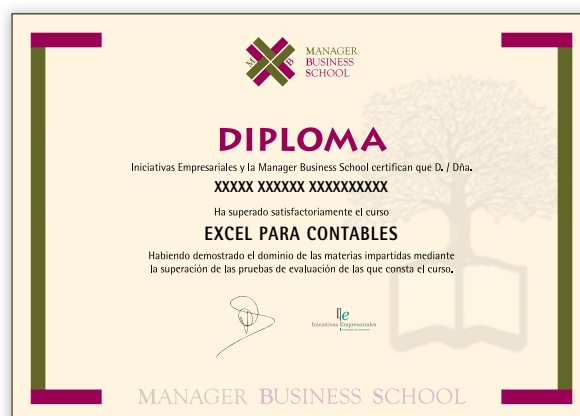 M B
MANAGER
BUSINESS
SCHOOL
DIPLOMA
Iniciativas Empresariales y la Manager Business School certifican que D. / Dña.
XXXXX XXXXXX XXXXXXXXXX
Ha superado satisfactoriamente el curso
EXCEL PARA CONTABLES
Habiendo demostrado el dominio de las materias impartidas mediante
la superación de las pruebas de evaluación de las que consta el curso.
Ie
Iniciativas Empresariales
MANAGER BUSINESS SCHOOL